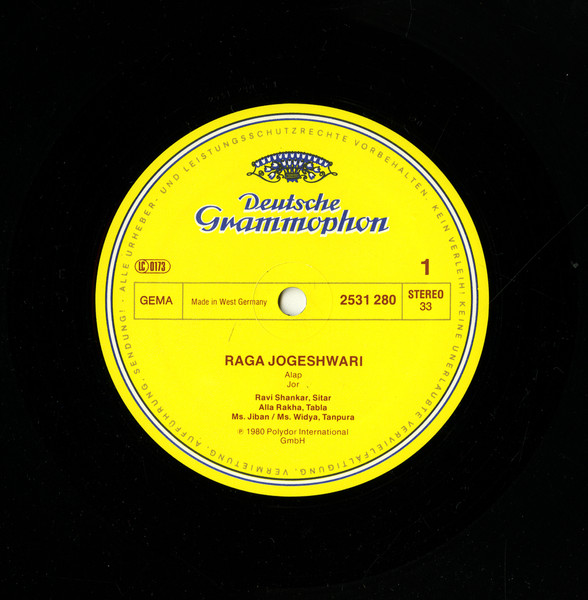 ALLE URHEBER- UND LEISTUNGSSCHUTZRECHTE VORBEHALTEN. KEIN VERLEIH! KEINE UNERLAUBTE VERVIELFÄLTIGUNG, VERMIETUNG, AUFFÜHRUNG, SENDUNG! -
Deutsche
Grammophon
LC 0173
1
GEMA
Made in West Germany
2531 280
STEREO
33
RAGA JOGESHWARI
Alap
Jor
Ravi Shankar, Sitar
Alla Rakha, Tabla
Ms. Jiban / Ms. Widya, Tanpura
℗ 1980 Polydor International
GmbH